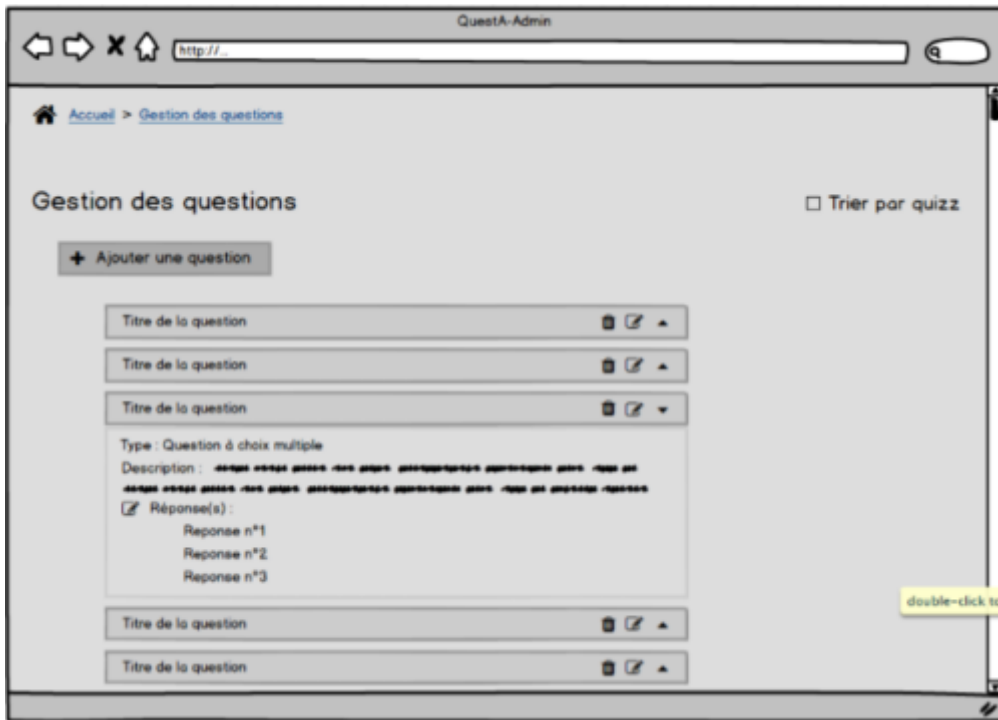 QuestA-Admin
http://..
Accueil > Gestion des questions
Gestion des questions
Trier par quizz
+ Ajouter une question
Titre de la question
Titre de la question
Titre de la question
Type : Question à choix multiple
Description :
Réponse(s) :
Reponse n°1
Reponse n°2
Reponse n°3
double-click to
Titre de la question
Titre de la question